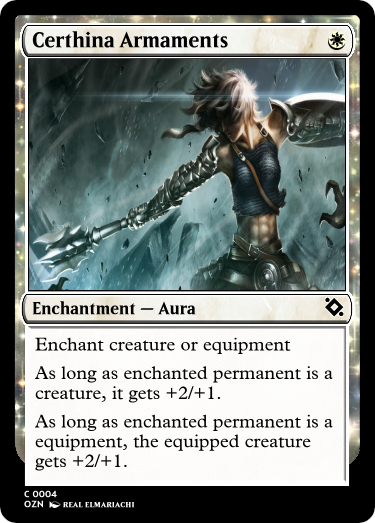 Certhina Armaments
Enchantment — Aura
Enchant creature or equipment
As long as enchanted permanent is a
creature, it gets +2/+1.
As long as enchanted permanent is a
equipment, the equipped creature
gets +2/+1.
C 0004
OZN REAL ELMARIACHI